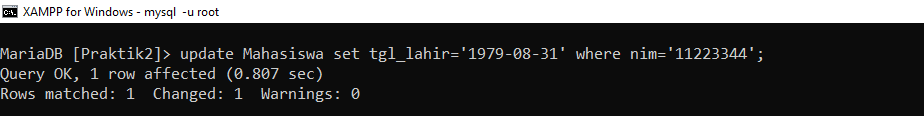 XAMPP for Windows - mysql -u root
MariaDB [Praktik2]> update Mahasiswa set tgl_lahir='1979-08-31' where nim='11223344';
Query OK, 1 row affected (0.807 sec)
Rows matched: 1  Changed: 1  Warnings: 0